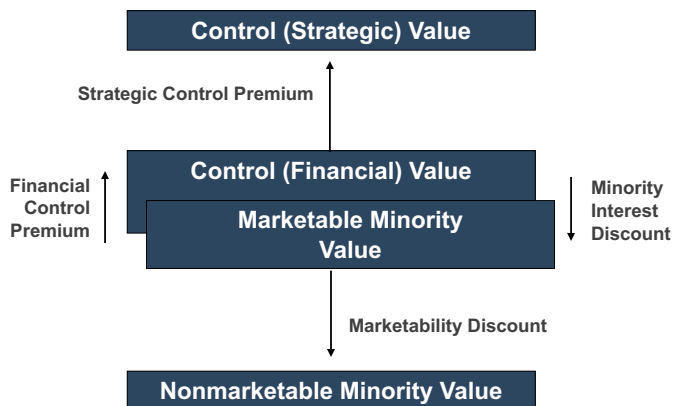 Control (Strategic) Value
Strategic Control Premium
Control (Financial) Value
Financial
Control
Premium
Marketable Minority
Value
Minority
Interest
Discount
Marketability Discount
Nonmarketable Minority Value